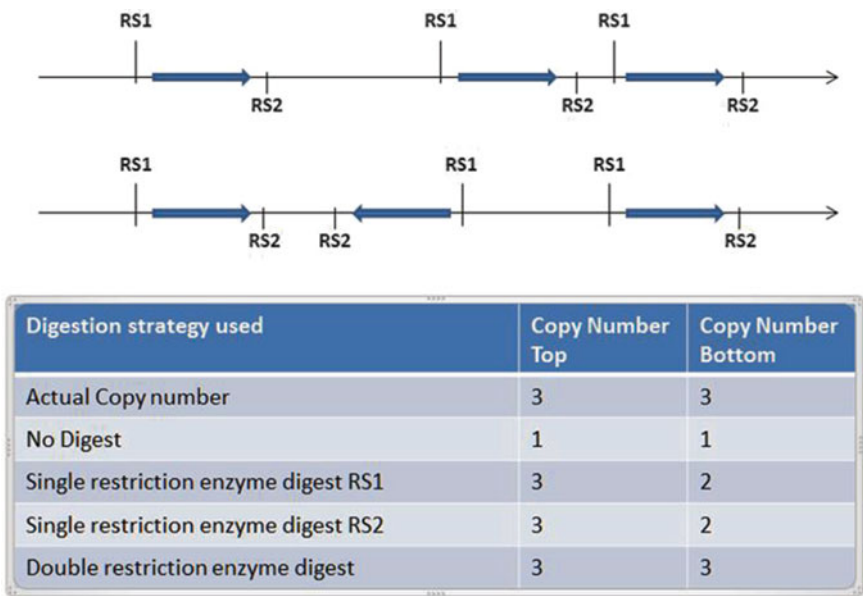 RS1 RS1 RS1
RS2 RS2 RS2
RS1 RS1 RS1
RS2 RS2 RS2
Digestion strategy used Copy Number Top Copy Number Bottom
Actual Copy number 3 3
No Digest 1 1
Single restriction enzyme digest RS1 3 2
Single restriction enzyme digest RS2 3 2
Double restriction enzyme digest 3 3